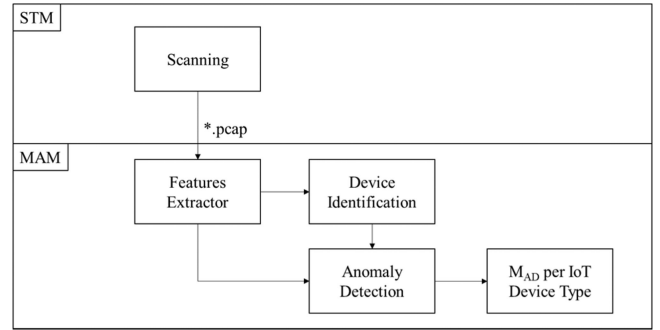 STM
Scanning
*.pcap
MAM
Features
Extractor
Device
Identification
Anomaly
Detection
M_AD per IoT
Device Type